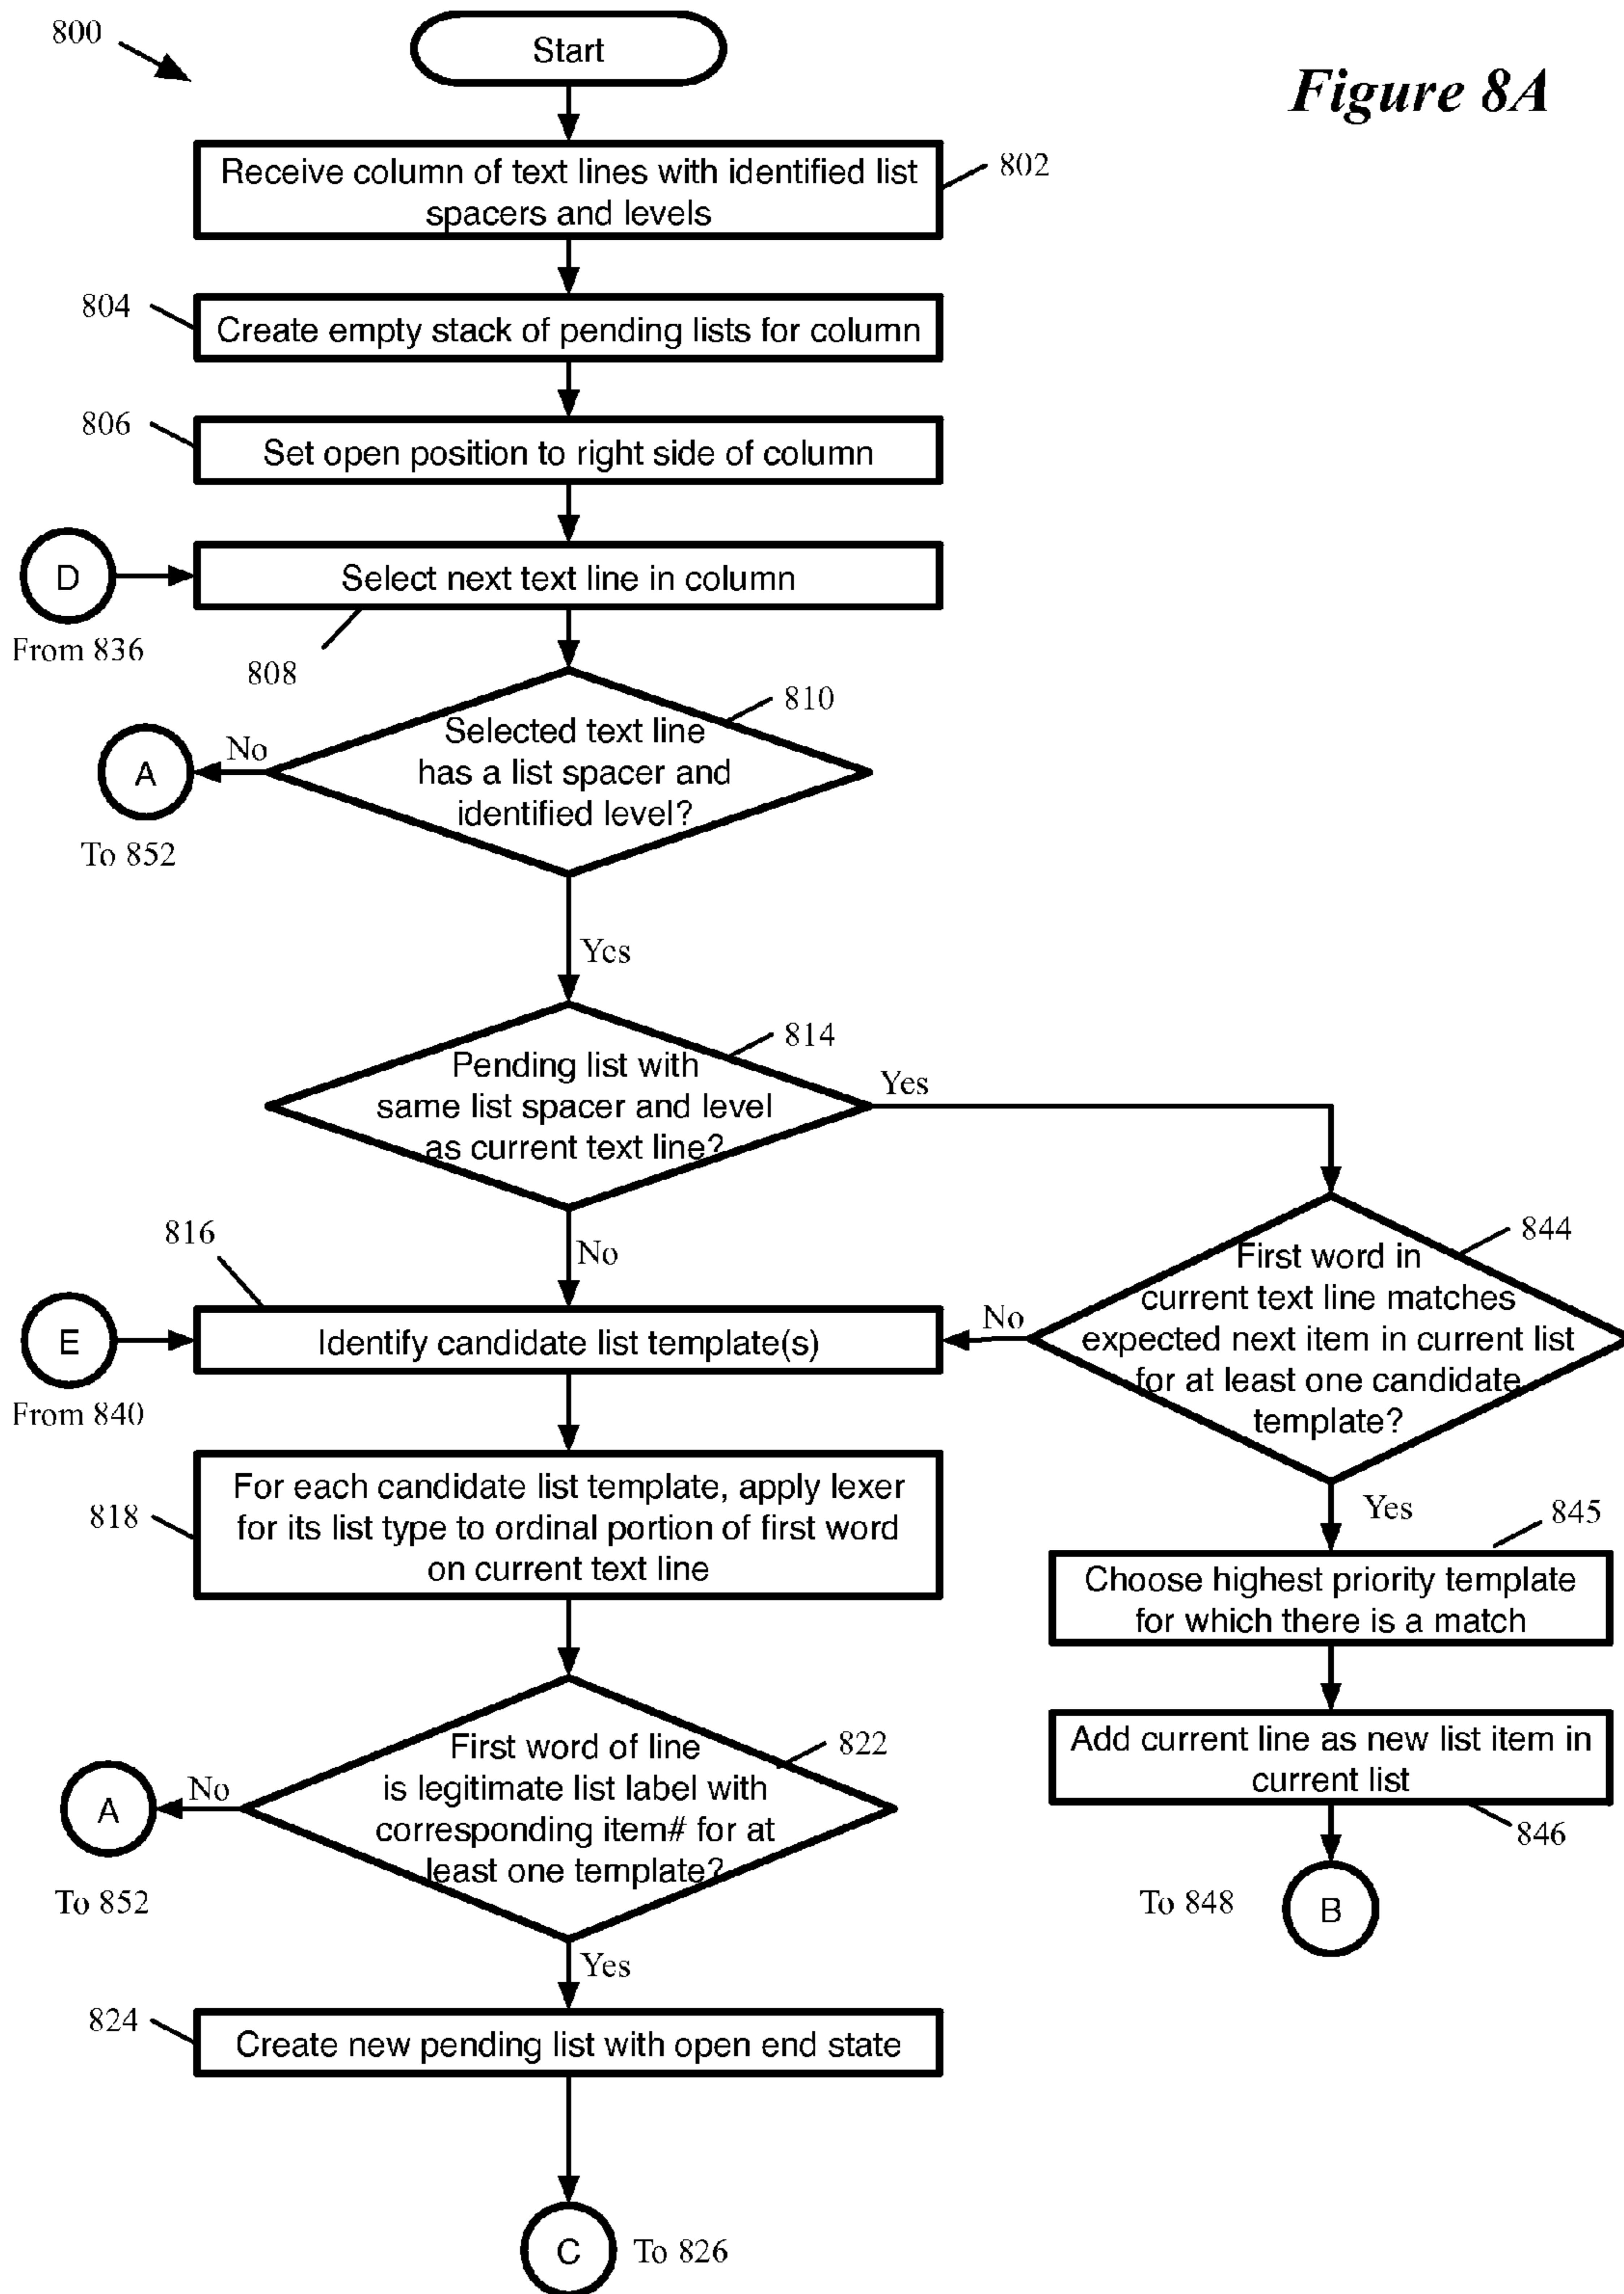 800
Start
Figure 8A
Receive column of text lines with identified list
spacers and levels
802
804
Create empty stack of pending lists for column
806
Set open position to right side of column
D
From 836
Select next text line in column
808
810
Selected text line
has a list spacer and
identified level?
No
A
To 852
Yes
814
Pending list with
same list spacer and level
as current text line?
Yes
No
816
844
First word in
current text line matches
expected next item in current list
for at least one candidate
template?
No
E
From 840
Identify candidate list template(s)
Yes
845
818
For each candidate list template, apply lexer
for its list type to ordinal portion of first word
on current text line
Choose highest priority template
for which there is a match
Add current line as new list item in
current list
846
822
First word of line
is legitimate list label with
corresponding item# for at
least one template?
No
A
To 852
To 848
B
Yes
824
Create new pending list with open end state
C
To 826